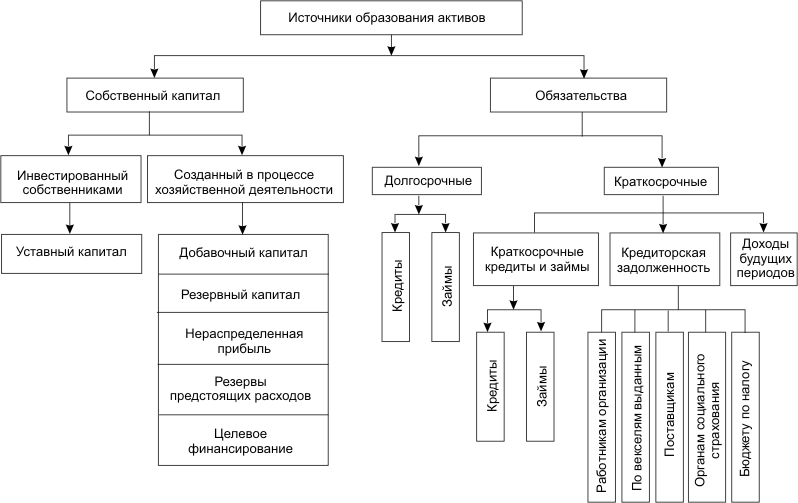 Источники образования активов
Собственный капитал
Обязательства
Инвестированный
собственниками
Созданный в процессе
хозяйственной деятельности
Долгосрочные
Краткосрочные
Уставный капитал
Добавочный капитал
Резервный капитал
Нераспределенная
прибыль
Резервы
предстоящих расходов
Целевое
финансирование
Кредиты
Займы
Краткосрочные
кредиты и займы
Кредиторская
задолженность
Доходы
будущих
периодов
Кредиты
Займы
Работникам организации
По векселям выданным
Поставщикам
Органам социального
страхования
Бюджету по налогу